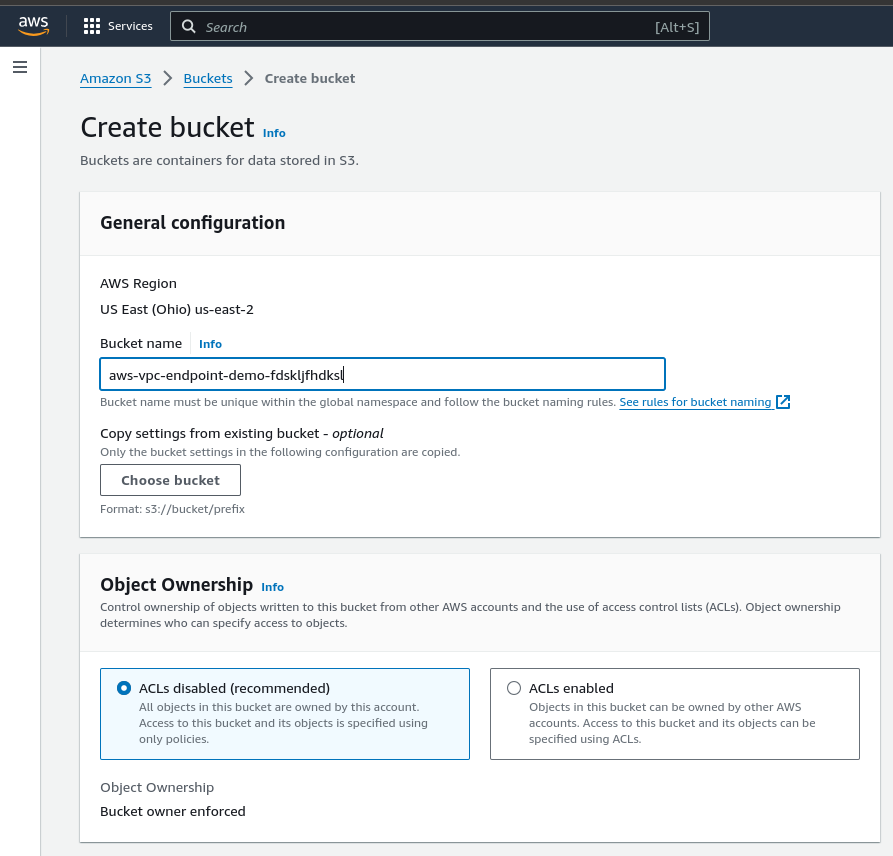 aws
Services
Search
[Alt+S]
Amazon S3 > Buckets > Create bucket
Create bucket Info
Buckets are containers for data stored in S3.
General configuration
AWS Region
US East (Ohio) us-east-2
Bucket name Info
aws-vpc-endpoint-demo-fdskljfhdksl
Bucket name must be unique within the global namespace and follow the bucket naming rules. See rules for bucket naming
Copy settings from existing bucket - optional
Only the bucket settings in the following configuration are copied.
Choose bucket
Format: s3://bucket/prefix
Object Ownership Info
Control ownership of objects written to this bucket from other AWS accounts and the use of access control lists (ACLs). Object ownership
determines who can specify access to objects.
ACLs disabled (recommended)
All objects in this bucket are owned by this account.
Access to this bucket and its objects is specified using
only policies.
ACLs enabled
Objects in this bucket can be owned by other AWS
accounts. Access to this bucket and its objects can be
specified using ACLs.
Object Ownership
Bucket owner enforced